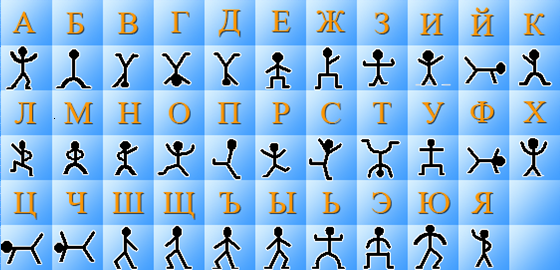 А Б В Г Д Е Ж З И Й К
Л М Н О П Р С Т У Ф Х
Ц Ч Ш Щ Ъ Ы Ь Э Ю Я